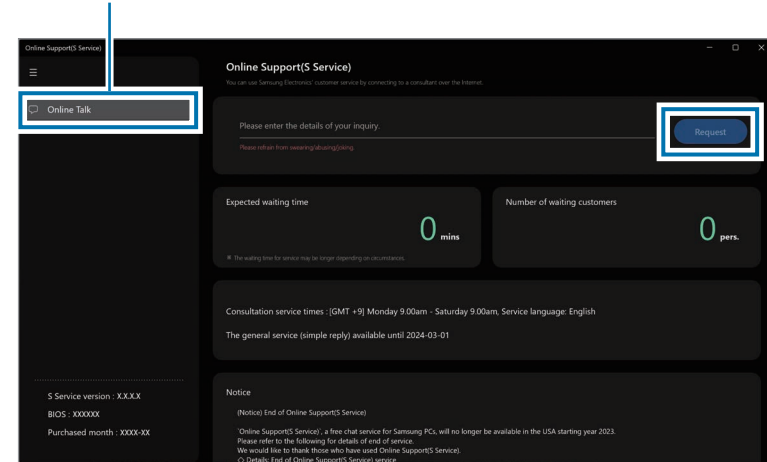 Online Support(S Service)
Online Support(S Service)
You can use Samsung Electronics' customer service by connecting to a consultant over the Internet.
Online Talk
Please enter the details of your inquiry.
Request
Please refrain from swearing/abusing/joking.
Expected waiting time
0 mins
※ The waiting time for service may be longer depending on circumstances.
Number of waiting customers
0 pers.
Consultation service times : [GMT +9] Monday 9.00am - Saturday 9.00am, Service language: English
The general service (simple reply) available until 2024-03-01
S Service version : X.X.X.X
BIOS : XXXXXX
Purchased month : XXXX-XX
Notice
(Notice) End of Online Support(S Service)
'Online Support(S Service)', a free chat service for Samsung PCs, will no longer be available in the USA starting year 2023.
Please refer to the following for details of end of service.
We would like to thank those who have used Online Support(S Service).
◇ Details: End of Online Support(S Service) service